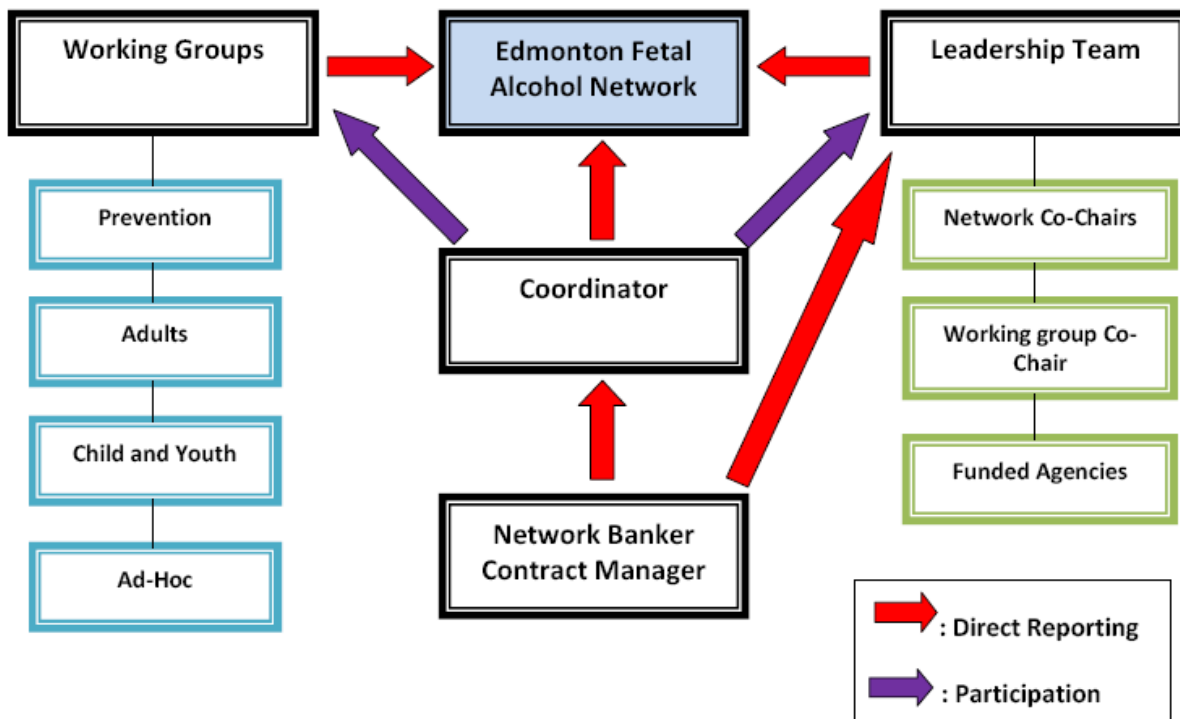 Working Groups
Edmonton Fetal
Alcohol Network
Leadership Team
Prevention
Network Co-Chairs
Coordinator
Adults
Working group Co-
Chair
Child and Youth
Funded Agencies
Network Banker
Contract Manager
Ad-Hoc
: Direct Reporting
: Participation